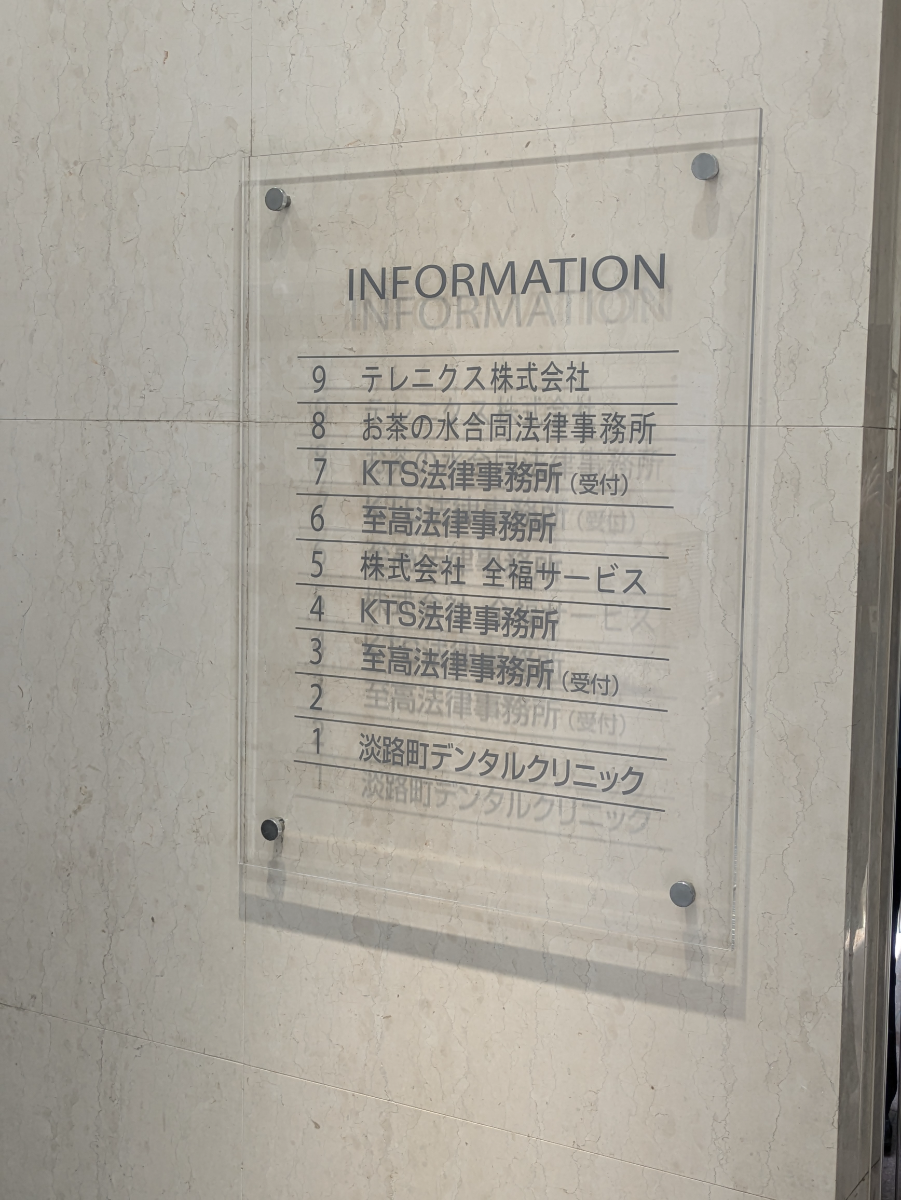 INFORMATION
9 テレニクス株式会社
8 お茶の水合同法律事務所
7 KTS法律事務所（受付）
6 至高法律事務所
5 株式会社 全福サービス
4 KTS法律事務所
3 至高法律事務所（受付）
2
1 淡路町デンタルクリニック